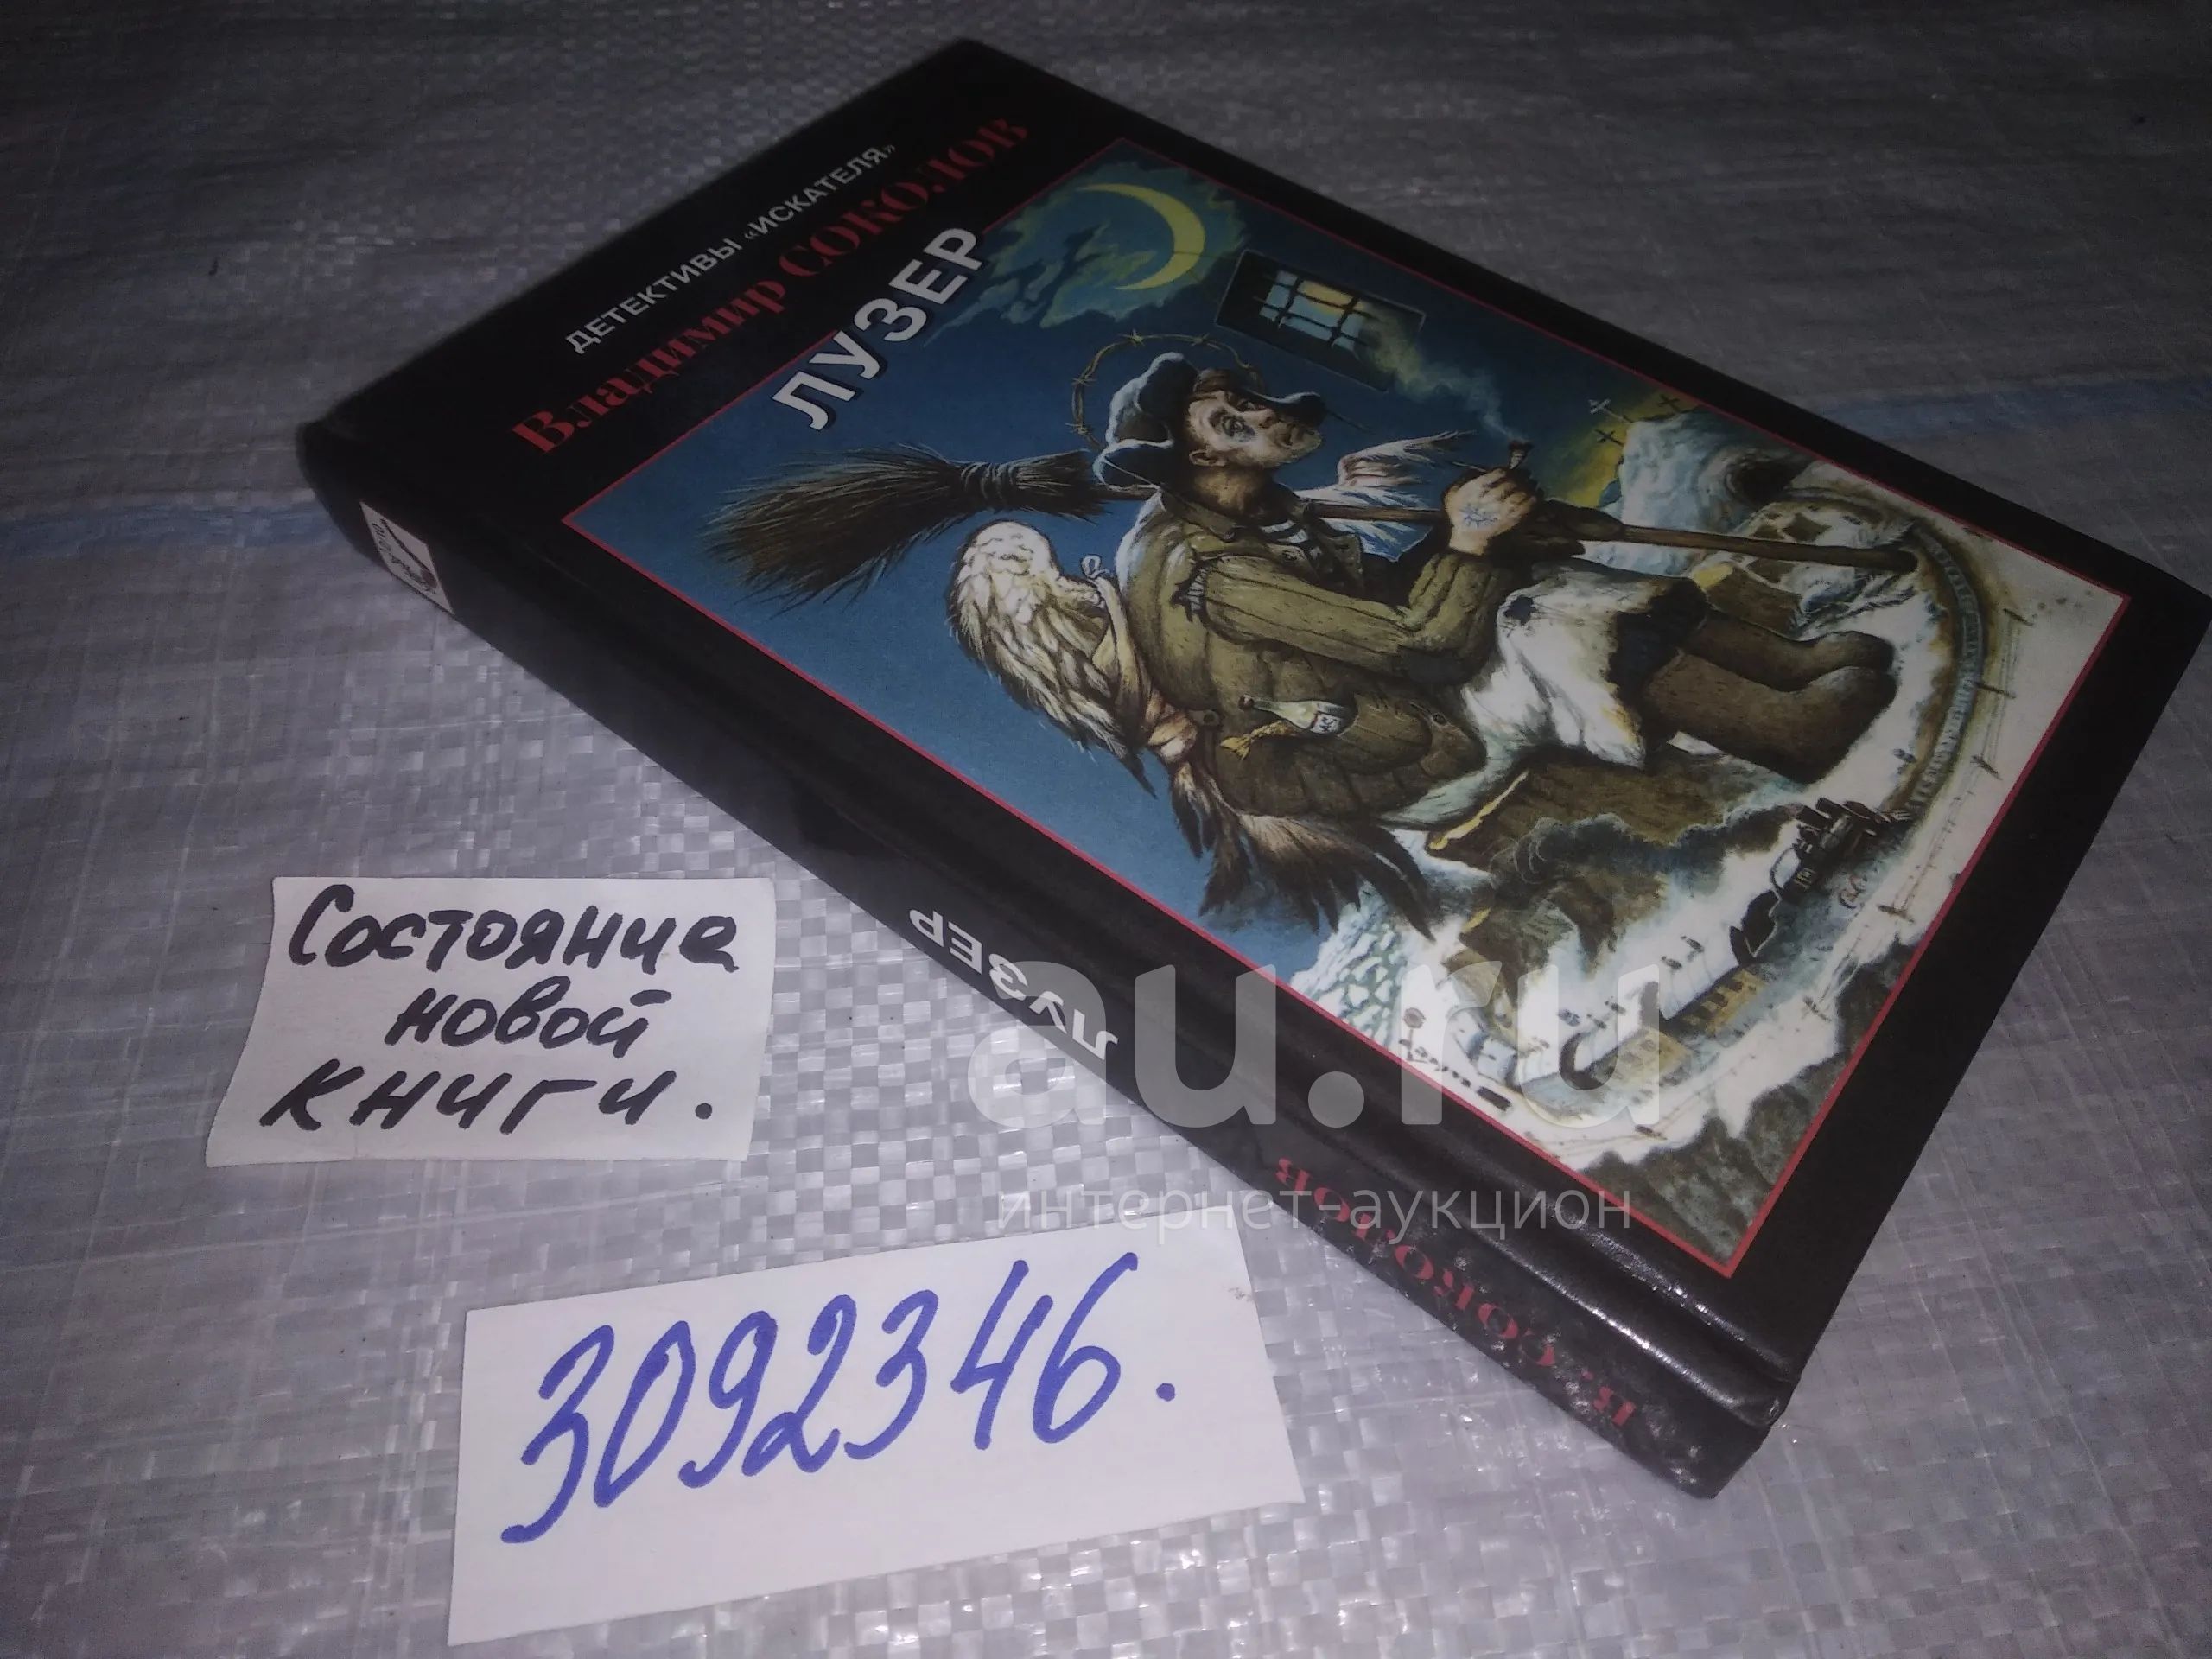 ДЕТЕКТИВЫ «ИСКАТЕЛЯ»
Владимир СОКОЛОВ
ЛУЗЕР
ЛУЗЕР
В. СОКОЛОВ
Состояние
новой
книги.
3092346.
au.ru
интернет-аукцион